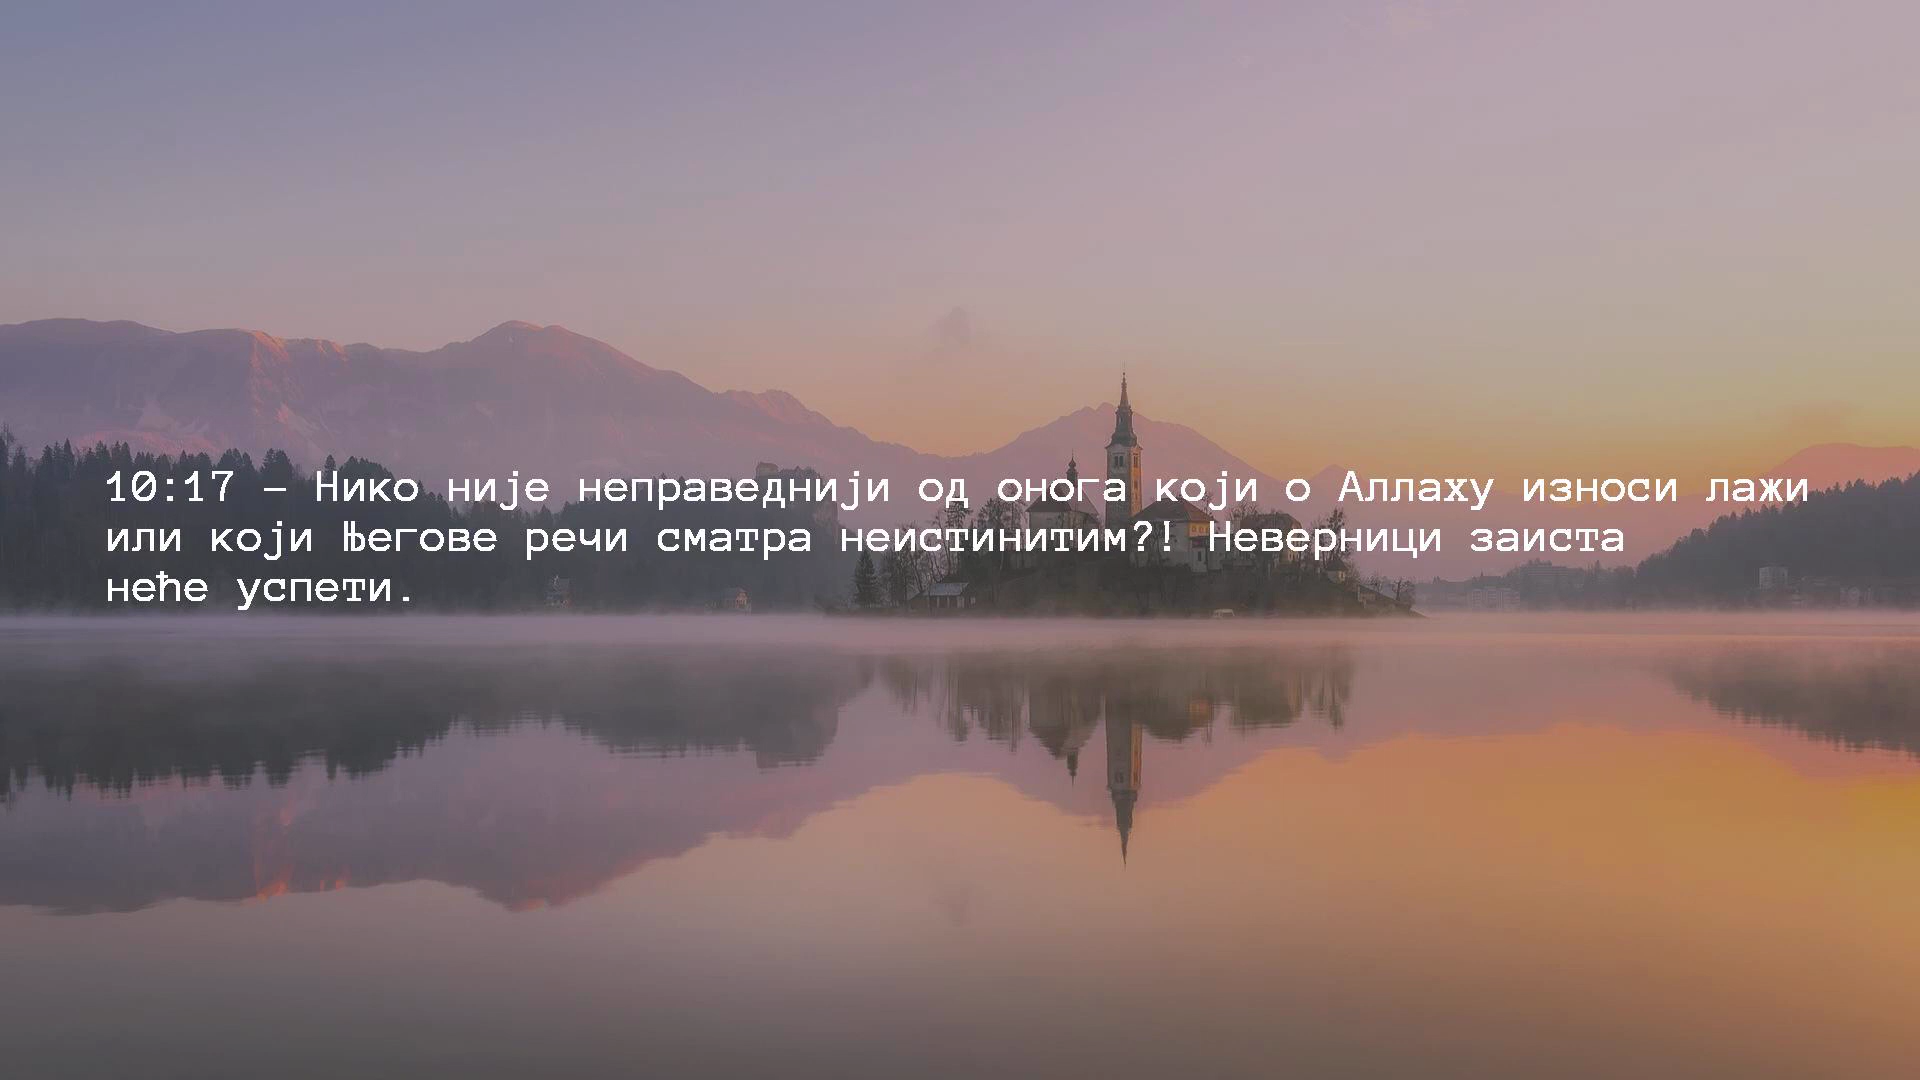 10:17 – Нико није неправеднији од онога који о Аллаху износи лажи
или који Његове речи сматра неистинитим?! Неверници заиста
неће успети.